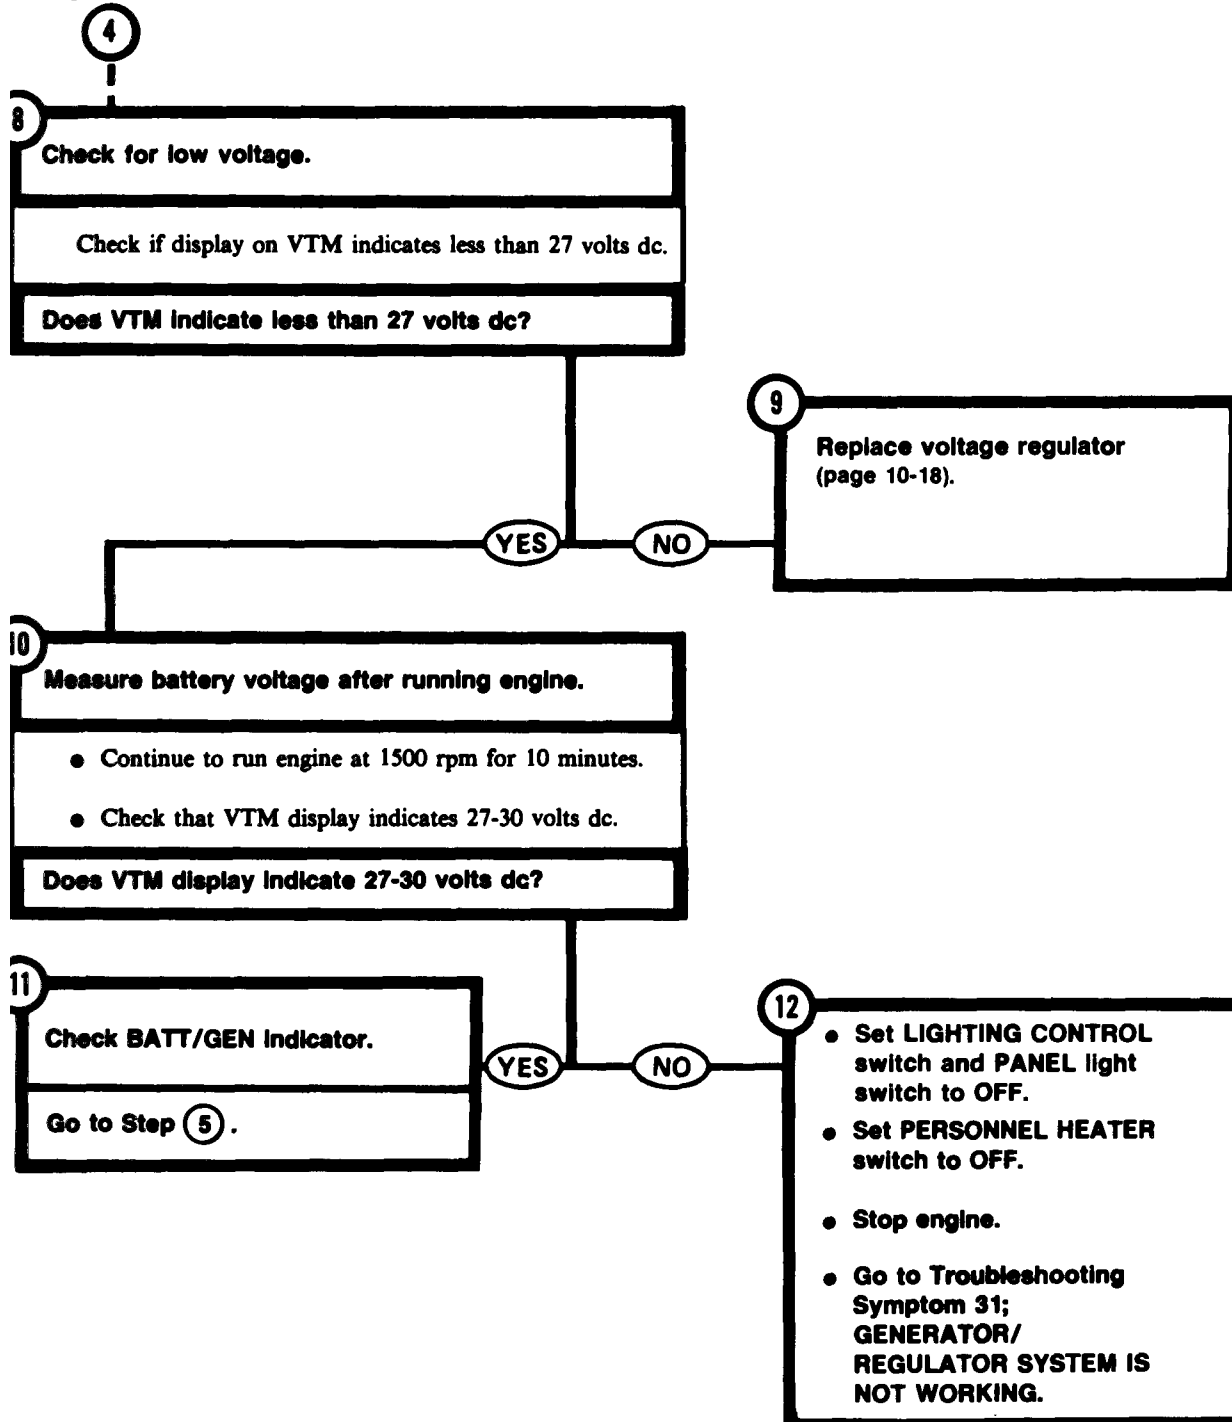 4
8
Check for low voltage.
Check if display on VTM indicates less than 27 volts dc.
Does VTM indicate less than 27 volts dc?
9
Replace voltage regulator
(page 10-18).
YES
NO
10
Measure battery voltage after running engine.
● Continue to run engine at 1500 rpm for 10 minutes.
● Check that VTM display indicates 27-30 volts dc.
Does VTM display indicate 27-30 volts dc?
11
Check BATT/GEN indicator.
Go to Step 5 .
YES
NO
12
● Set LIGHTING CONTROL
switch and PANEL light
switch to OFF.
● Set PERSONNEL HEATER
switch to OFF.
● Stop engine.
● Go to Troubleshooting
Symptom 31;
GENERATOR/
REGULATOR SYSTEM IS
NOT WORKING.